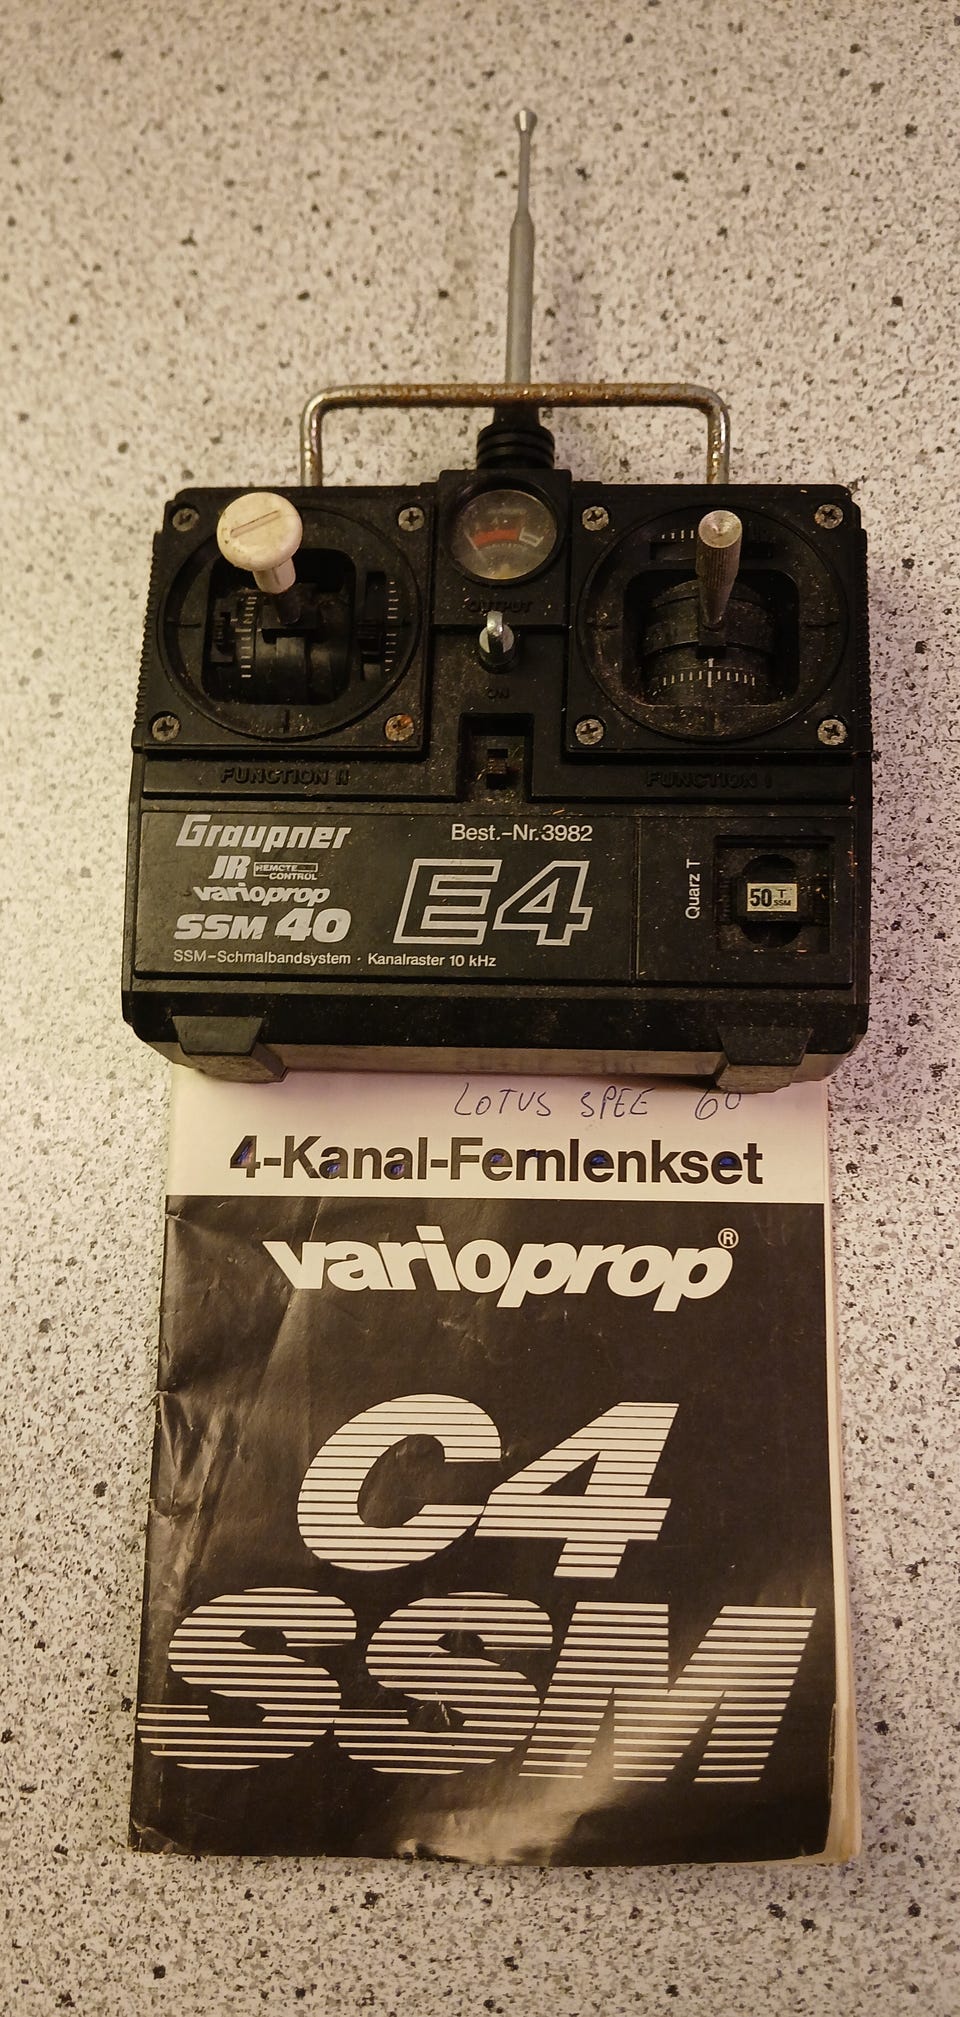 OUTPUT
ON
FUNCTION II
FUNCTION I
Graupner
JR REMOTE CONTROL
varioprop
SSM 40
SSM-Schmalbandsystem · Kanalraster 10 kHz
Best.-Nr.3982
E4
Quarz T
50 T SSM
LOTUS SPEE 60
4-Kanal-Fernlenkset
varioprop®
C4
SSM